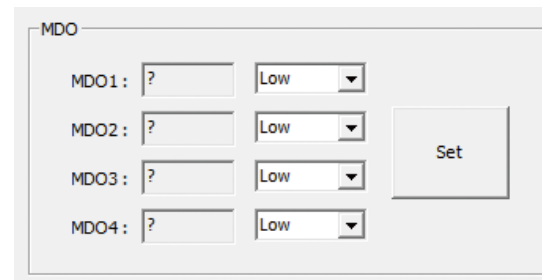 MDO
MDO1: ? Low
MDO2: ? Low
Set
MDO3: ? Low
MDO4: ? Low